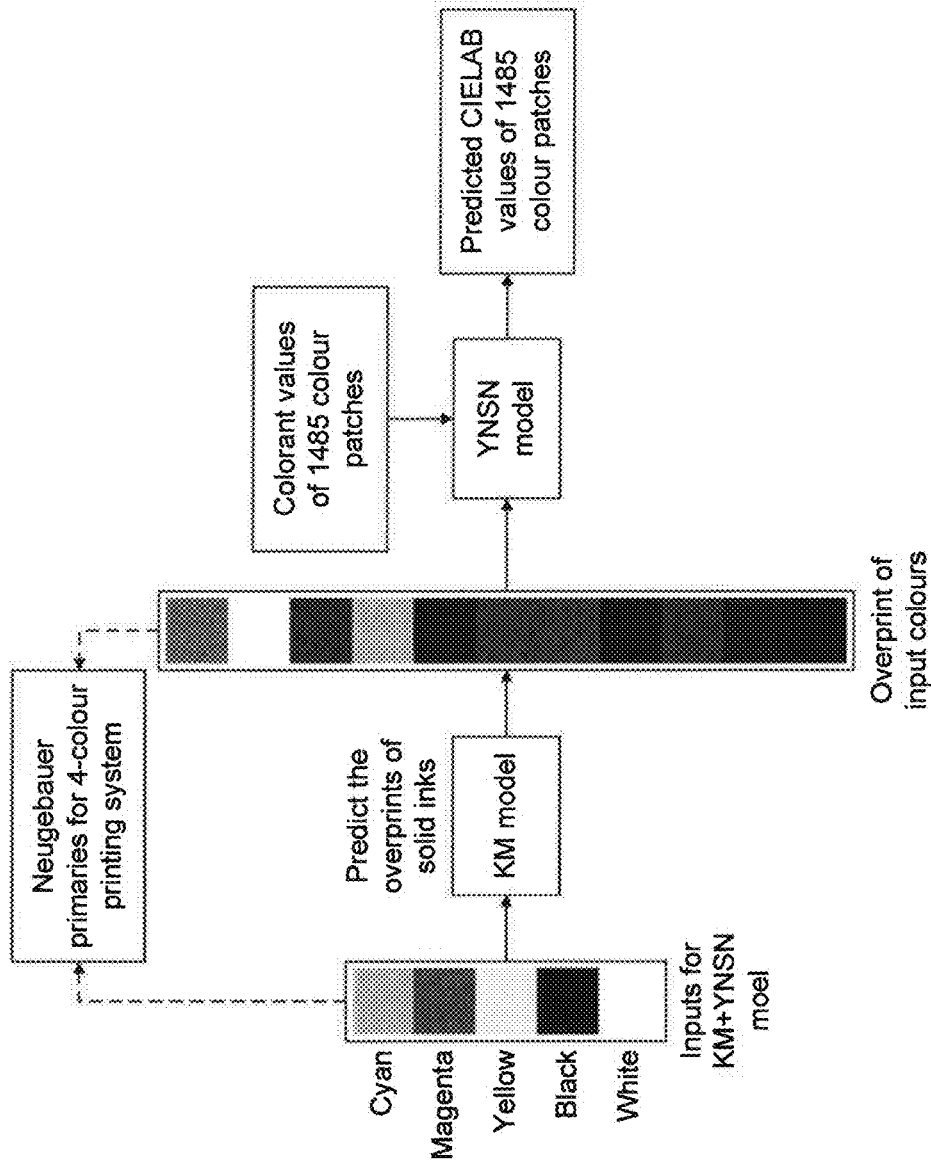 Neugebauer
primaries for 4-colour
printing system
Cyan
Magenta
Yellow
Black
White
Inputs for
KM+YNSN
moel
Predict the
overprints of
solid inks
KM model
Overprint of
input colours
Colorant values
of 1485 colour
patches
YNSN
model
Predicted CIELAB
values of 1485
colour patches